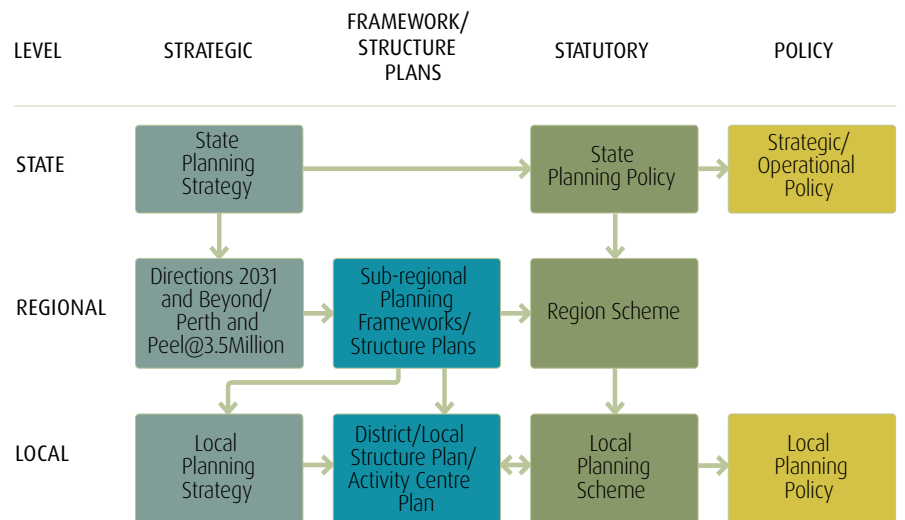 LEVEL
STRATEGIC
FRAMEWORK/
STRUCTURE
PLANS
STATUTORY
POLICY
STATE
State
Planning
Strategy
State
Planning Policy
Strategic/
Operational
Policy
REGIONAL
Directions 2031
and Beyond/
Perth and
Peel@3.5Million
Sub-regional
Planning
Frameworks/
Structure Plans
Region Scheme
LOCAL
Local
Planning
Strategy
District/Local
Structure Plan/
Activity Centre
Plan
Local
Planning
Scheme
Local
Planning
Policy